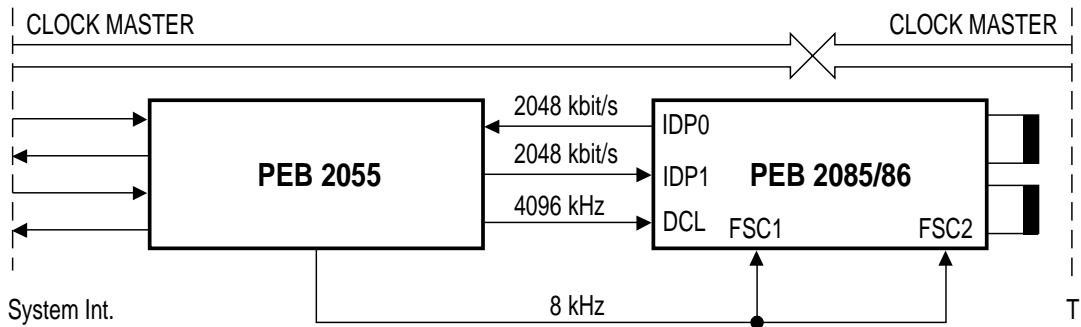 CLOCK MASTER
CLOCK MASTER
2048 kbit/s
IDP0
2048 kbit/s
PEB 2055
IDP1
PEB 2085/86
4096 kHz
DCL
FSC1
FSC2
System Int.
8 kHz
T